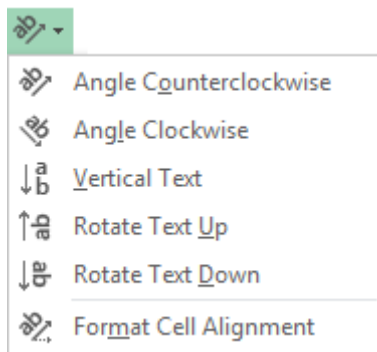 Angle Counterclockwise
Angle Clockwise
Vertical Text
Rotate Text Up
Rotate Text Down
Format Cell Alignment